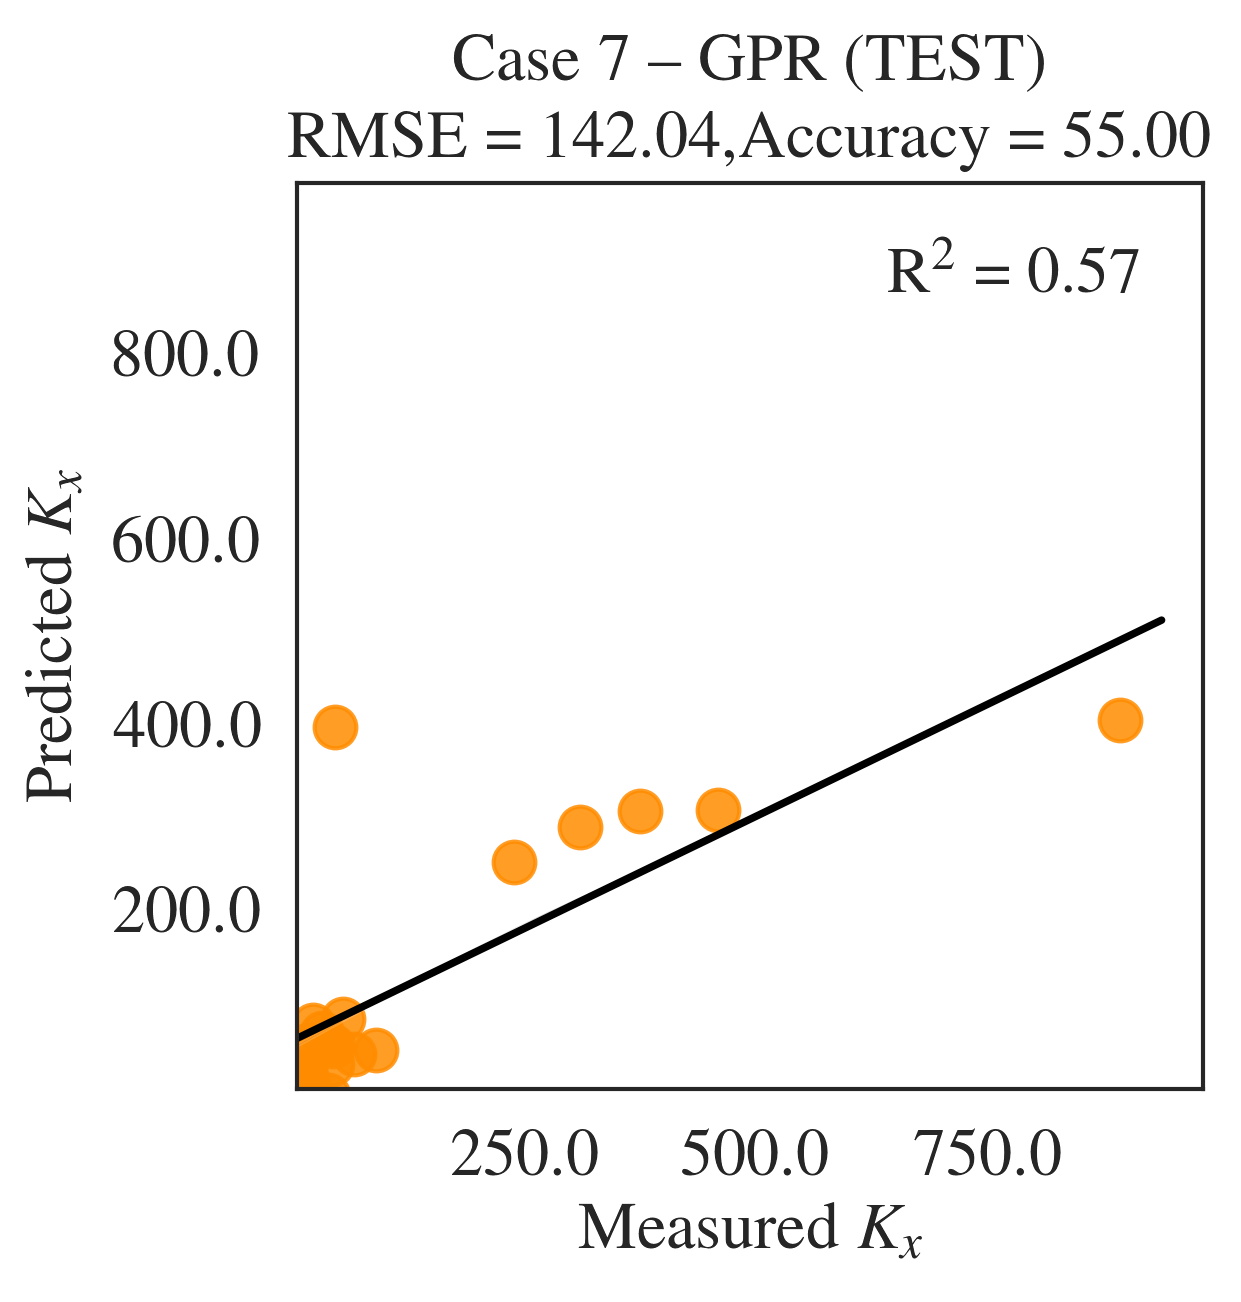 Case 7 – GPR (TEST)
RMSE = 142.04,Accuracy = 55.00
R² = 0.57
800.0
600.0
400.0
200.0
Predicted Kₓ
250.0 500.0 750.0
Measured Kₓ